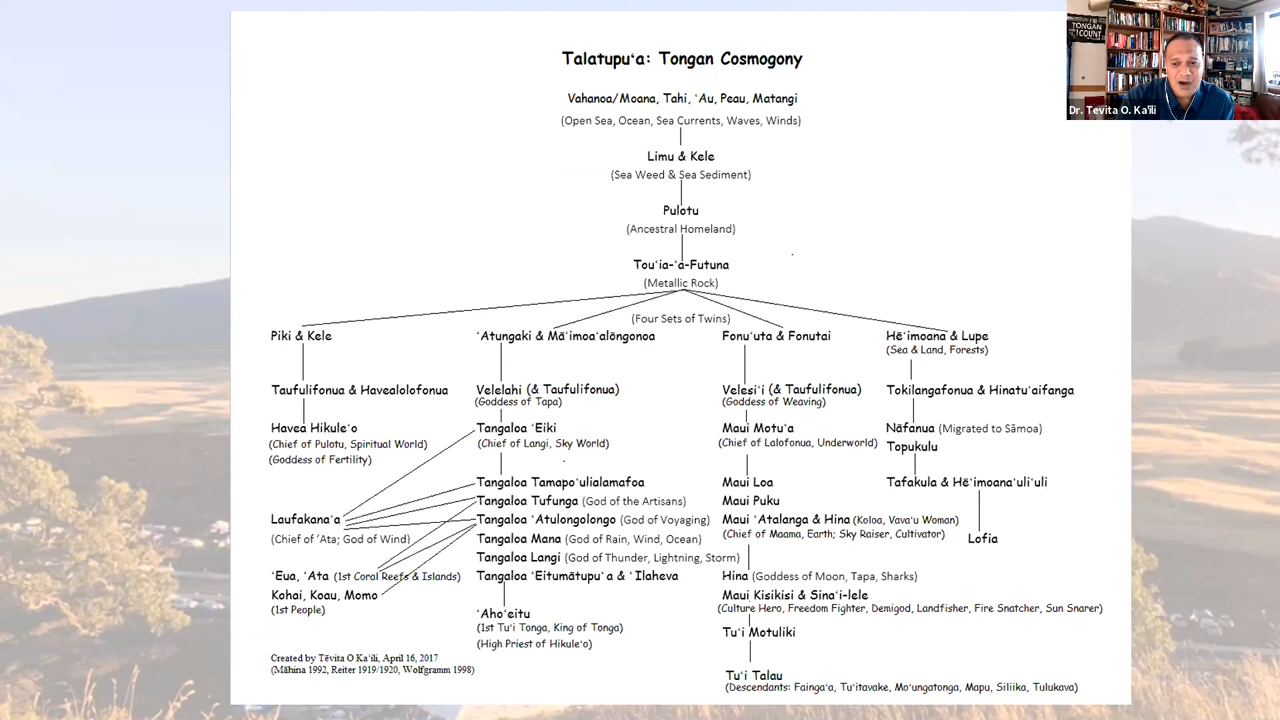 Talatupuʻa: Tongan Cosmogony
Vahanoa/Moana, Tahi, ʻAu, Peau, Matangi
(Open Sea, Ocean, Sea Currents, Waves, Winds)
Limu & Kele
(Sea Weed & Sea Sediment)
Pulotu
(Ancestral Homeland)
Touʻia-ʻa-Futuna
(Metallic Rock)
(Four Sets of Twins)
Piki & Kele
Taufulifonua & Havealolofonua
Havea Hikuleʻo
(Chief of Pulotu, Spiritual World)
(Goddess of Fertility)
Laufakanaʻa
(Chief of ʻAta; God of Wind)
ʻEua, ʻAta (1st Coral Reefs & Islands)
Kohai, Koau, Momo
(1st People)
ʻAtungaki & Māʻimoaʻalōngonoa
Velelahi (& Taufulifonua)
(Goddess of Tapa)
Tangaloa ʻEiki
(Chief of Langi, Sky World)
Tangaloa Tamapoʻulialamafoa
Tangaloa Tufunga (God of the Artisans)
Tangaloa ʻAtulongolongo (God of Voyaging)
Tangaloa Mana (God of Rain, Wind, Ocean)
Tangaloa Langi (God of Thunder, Lightning, Storm)
Tangaloa ʻEitumātupuʻa & ʻIlaheva
ʻAhoʻeitu
(1st Tuʻi Tonga, King of Tonga)
(High Priest of Hikuleʻo)
Fonuʻuta & Fonutai
Velesiʻi (& Taufulifonua)
(Goddess of Weaving)
Maui Motuʻa
(Chief of Lalofonua, Underworld)
Maui Loa
Maui Puku
Maui ʻAtalanga & Hina (Koloa, Vavaʻu Woman)
(Chief of Maama, Earth; Sky Raiser, Cultivator)
Hina (Goddess of Moon, Tapa, Sharks)
Maui Kisikisi & Sinaʻi-lele
(Culture Hero, Freedom Fighter, Demigod, Landfisher, Fire Snatcher, Sun Snarer)
Tuʻi Motuliki
Tuʻi Talau
(Descendants: Faingaʻa, Tuʻitavake, Moʻungatonga, Mapu, Siliika, Tulukava)
Hēʻimoana & Lupe
(Sea & Land, Forests)
Tokilangafonua & Hinatuʻaifanga
Nāfanua (Migrated to Sāmoa)
Topukulu
Tafakula & Hēʻimoanaʻuliʻuli
Lofia
Created by Tēvita O Kaʻili, April 16, 2017
(Māhina 1992, Reiter 1919/1920, Wolfgramm 1998)
TONGAN
COUNT
Dr. Tevita O. Ka'ili